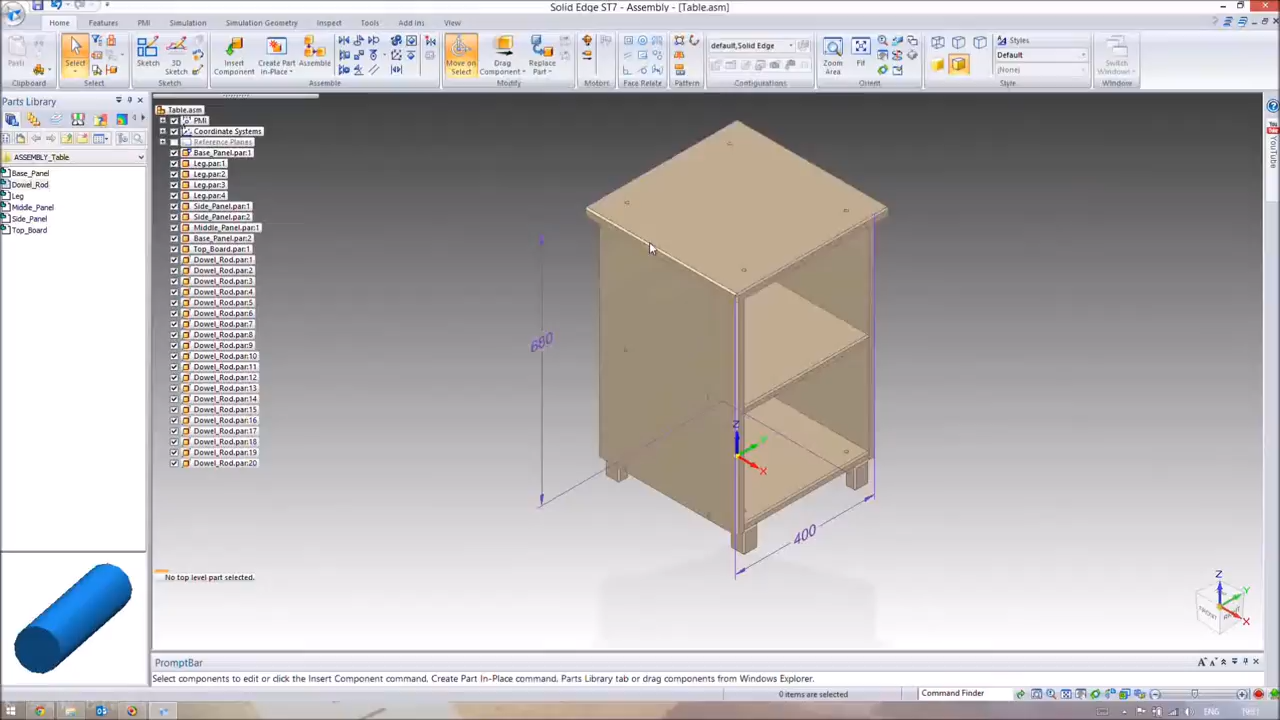 Solid Edge ST7 - Assembly - [Table.asm]
Home Features PMI Simulation Simulation Geometry Inspect Tools Add ins View
Paste Select Sketch 3D Sketch Insert Component Create Part In-Place Assemble Move on Select Drag Component Replace Part default,Solid Edge Zoom Area Fit Styles Default (None) Switch Windows
Select Sketch Assemble Modify Motors Face Relate Pattern Configurations Orient Style Window
Parts Library
ASSEMBLY_Table
Base_Panel
Dowel_Rod
Leg
Middle_Panel
Side_Panel
Top_Board
Table.asm
PMI
Coordinate Systems
Reference Planes
Base_Panel.par:1
Leg.par:1
Leg.par:2
Leg.par:3
Leg.par:4
Side_Panel.par:1
Side_Panel.par:2
Middle_Panel.par:1
Base_Panel.par:2
Top_Board.par:1
Dowel_Rod.par:1
Dowel_Rod.par:2
Dowel_Rod.par:3
Dowel_Rod.par:4
Dowel_Rod.par:5
Dowel_Rod.par:6
Dowel_Rod.par:7
Dowel_Rod.par:8
Dowel_Rod.par:9
Dowel_Rod.par:10
Dowel_Rod.par:11
Dowel_Rod.par:12
Dowel_Rod.par:13
Dowel_Rod.par:14
Dowel_Rod.par:15
Dowel_Rod.par:16
Dowel_Rod.par:17
Dowel_Rod.par:18
Dowel_Rod.par:19
Dowel_Rod.par:20
No top level part selected.
680
400
Z
X
Z
Y
X
FRONT
YouTube
PromptBar
Select components to edit or click the Insert Component command. Create Part In-Place command. Parts Library tab or drag components from Windows Explorer.
0 items are selected
Command Finder
ENG